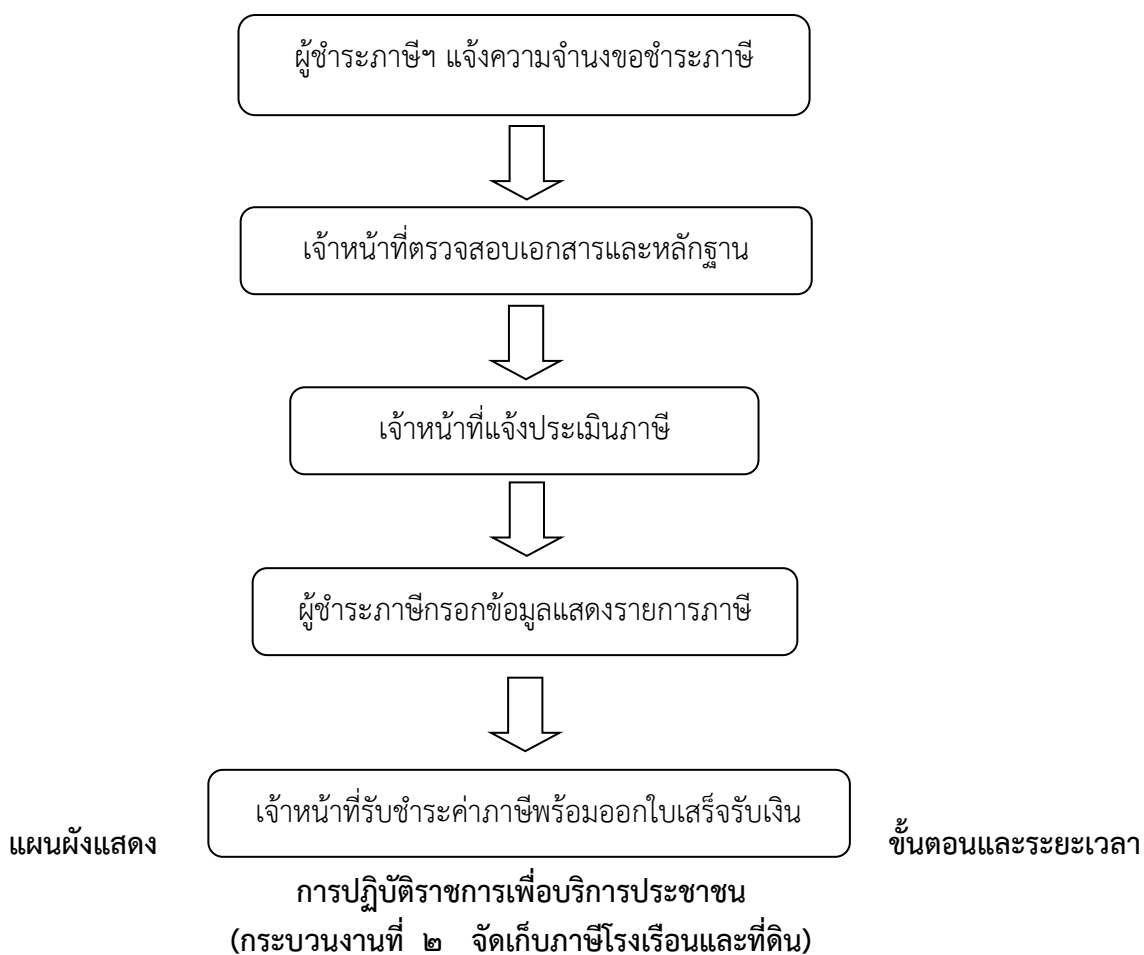 ผู้ชำระภาษีฯ แจ้งความจำนงขอชำระภาษี
เจ้าหน้าที่ตรวจสอบเอกสารและหลักฐาน
เจ้าหน้าที่แจ้งประเมินภาษี
ผู้ชำระภาษีกรอกข้อมูลแสดงรายการภาษี
เจ้าหน้าที่รับชำระค่าภาษีพร้อมออกใบเสร็จรับเงิน
แผนผังแสดง ขั้นตอนและระยะเวลา
การปฏิบัติราชการเพื่อบริการประชาชน
(กระบวนงานที่ ๒ จัดเก็บภาษีโรงเรือนและที่ดิน)